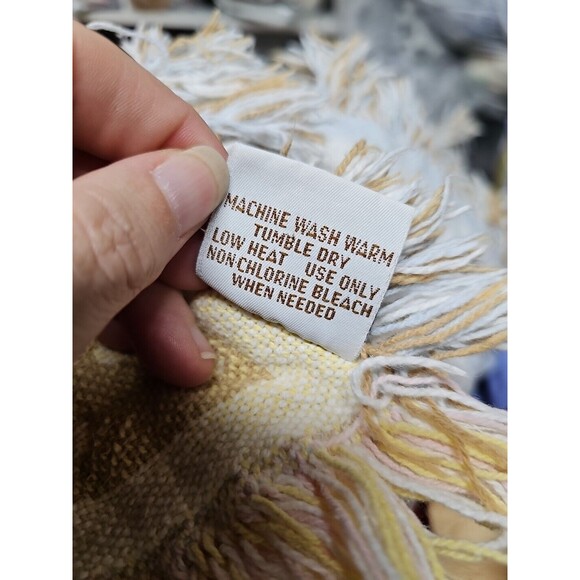 MACHINE WASH WARM
TUMBLE DRY
LOW HEAT USE ONLY
NON-CHLORINE BLEACH
WHEN NEEDED